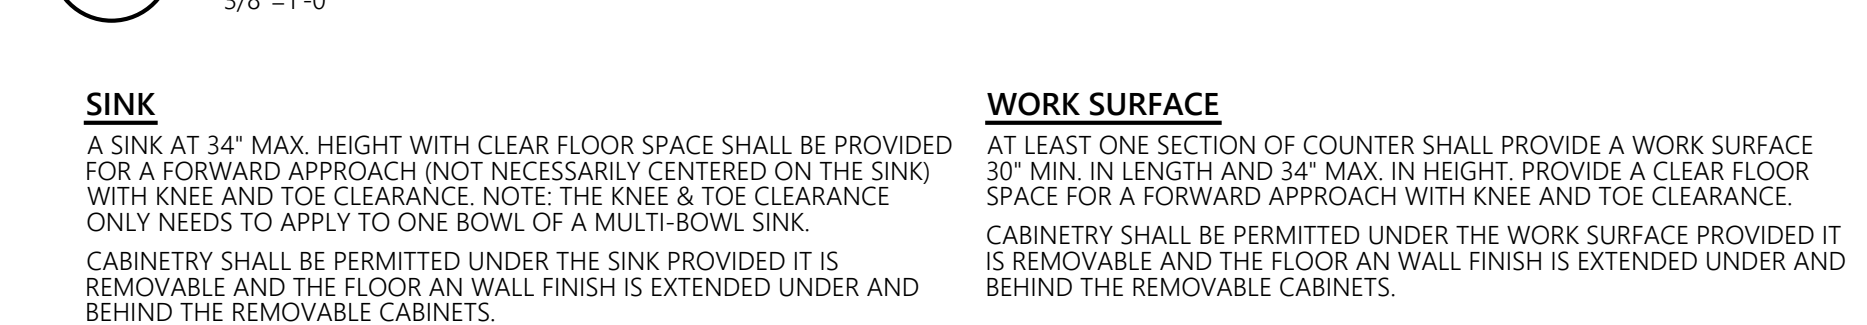 3/8"=1'-0"
SINK
A SINK AT 34" MAX. HEIGHT WITH CLEAR FLOOR SPACE SHALL BE PROVIDED
FOR A FORWARD APPROACH (NOT NECESSARILY CENTERED ON THE SINK)
WITH KNEE AND TOE CLEARANCE. NOTE: THE KNEE & TOE CLEARANCE
ONLY NEEDS TO APPLY TO ONE BOWL OF A MULTI-BOWL SINK.
CABINETRY SHALL BE PERMITTED UNDER THE SINK PROVIDED IT IS
REMOVABLE AND THE FLOOR AN WALL FINISH IS EXTENDED UNDER AND
BEHIND THE REMOVABLE CABINETS.
WORK SURFACE
AT LEAST ONE SECTION OF COUNTER SHALL PROVIDE A WORK SURFACE
30" MIN. IN LENGTH AND 34" MAX. IN HEIGHT. PROVIDE A CLEAR FLOOR
SPACE FOR A FORWARD APPROACH WITH KNEE AND TOE CLEARANCE.
CABINETRY SHALL BE PERMITTED UNDER THE WORK SURFACE PROVIDED IT
IS REMOVABLE AND THE FLOOR AN WALL FINISH IS EXTENDED UNDER AND
BEHIND THE REMOVABLE CABINETS.